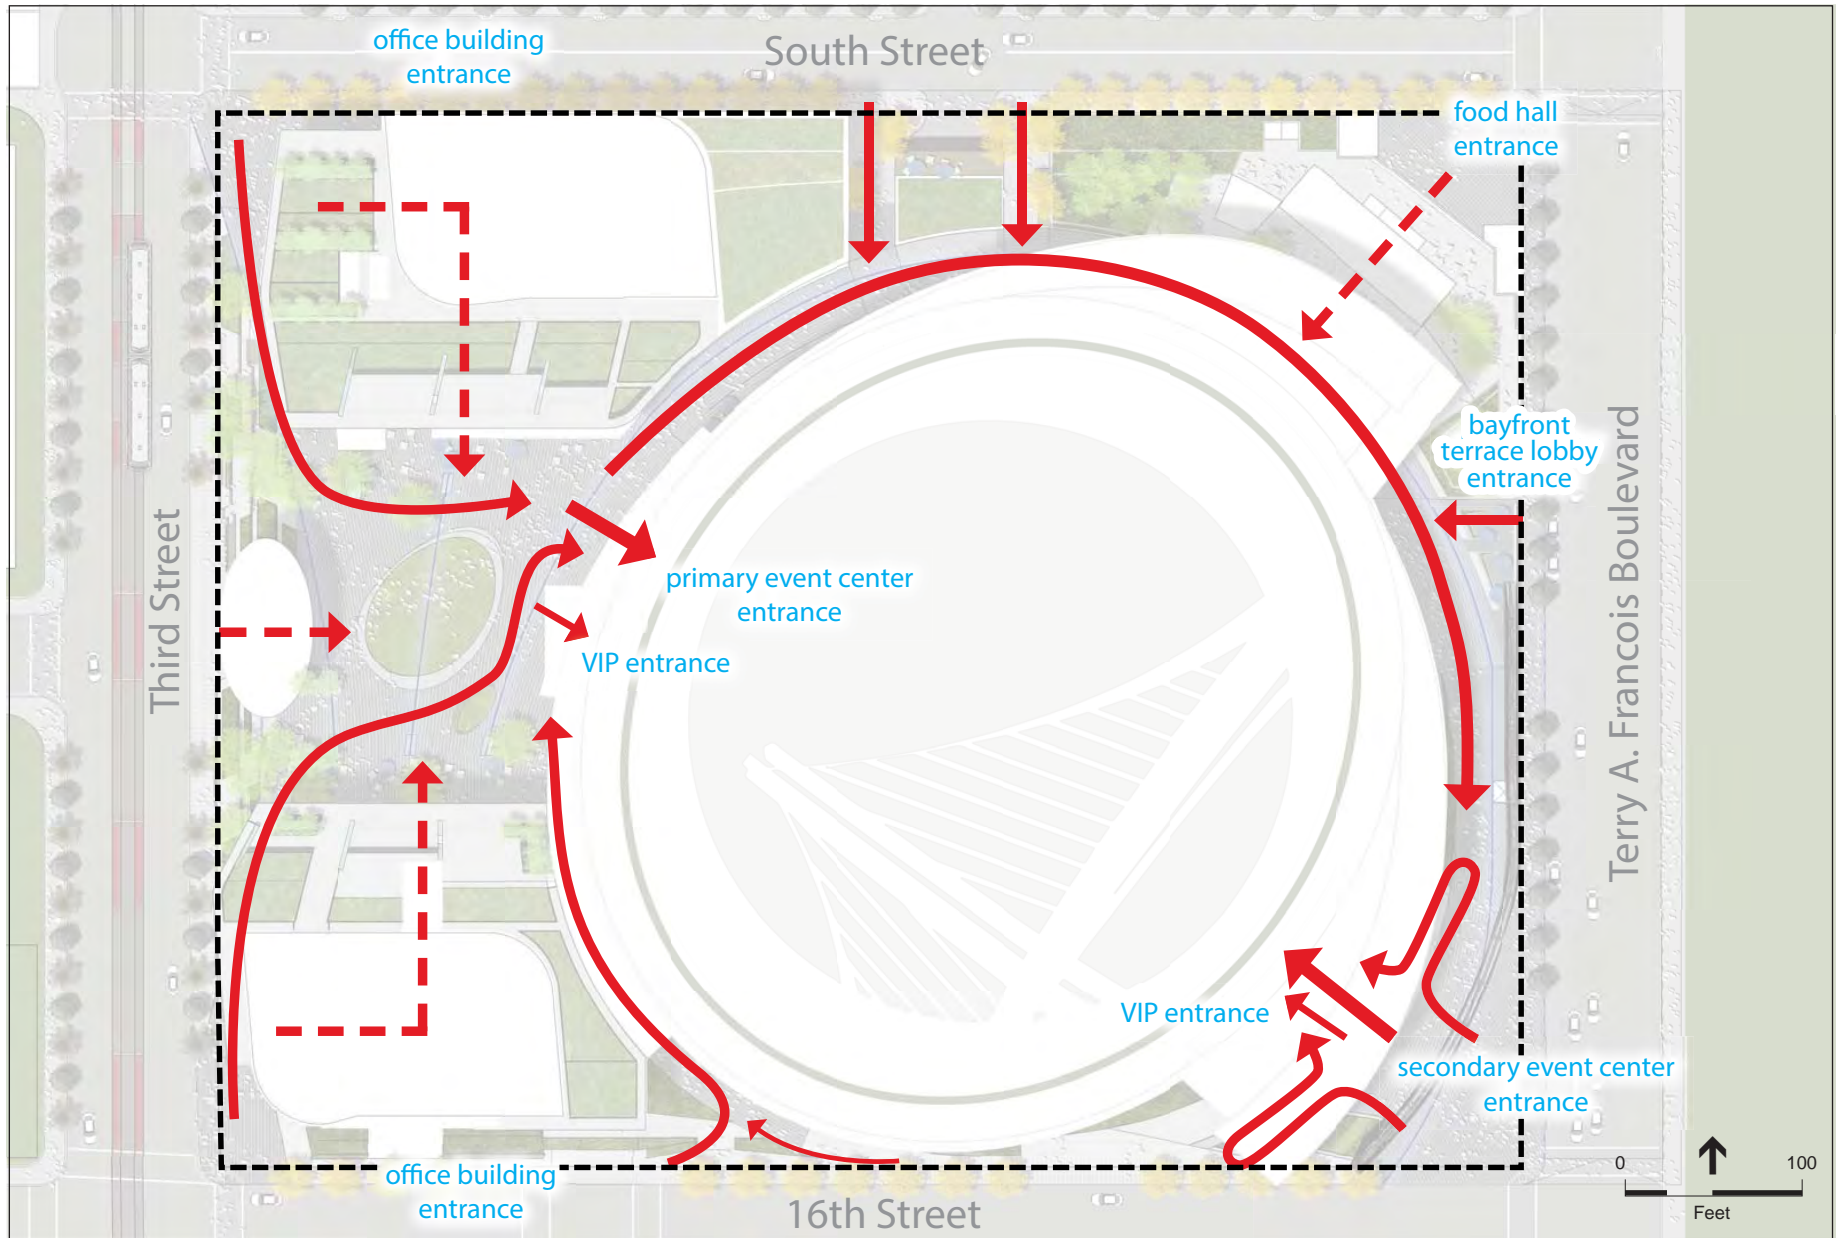 office building
entrance
South Street
food hall
entrance
bayfront
terrace lobby
entrance
Third Street
Terry A. Francois Boulevard
primary event center
entrance
VIP entrance
VIP entrance
secondary event center
entrance
office building
entrance
16th Street
0
100
Feet